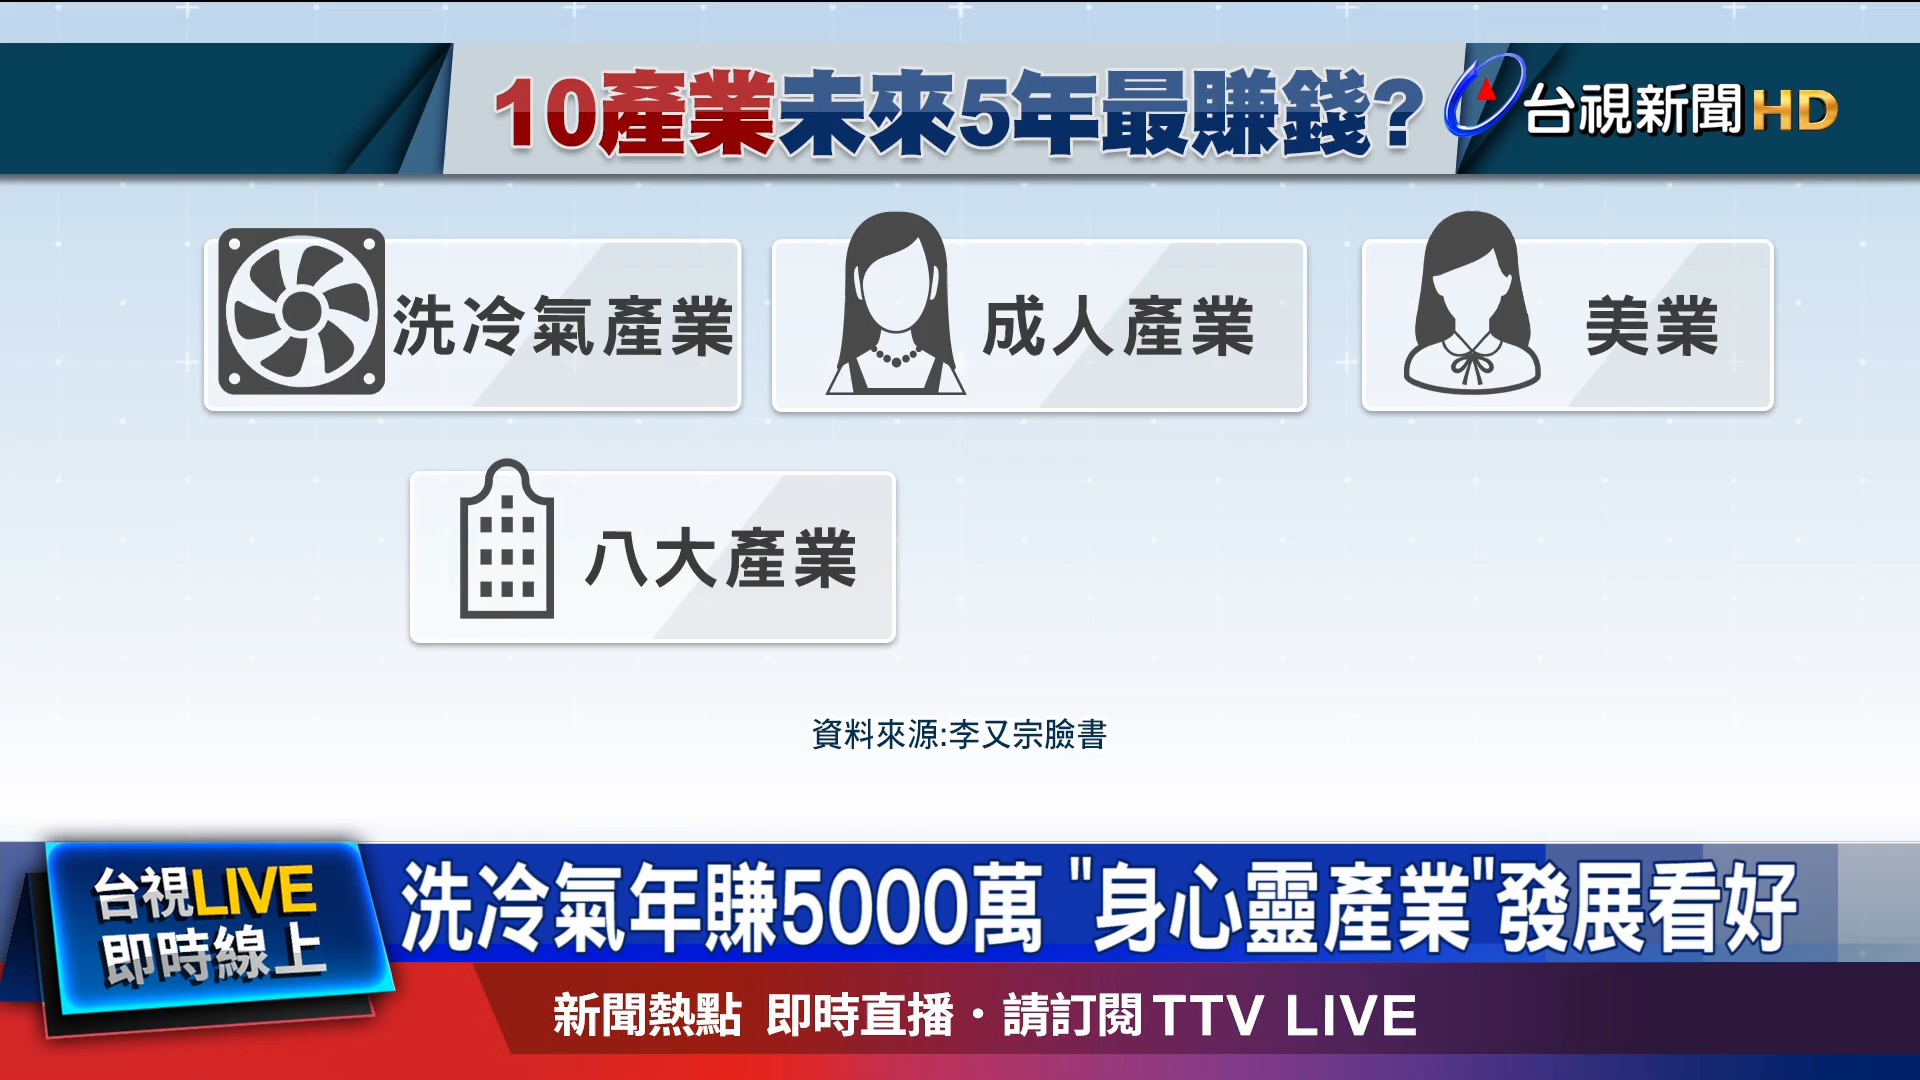 10產業未來5年最賺錢?
台視新聞HD
洗冷氣產業
成人產業
美業
八大產業
資料來源:李又宗臉書
台視LIVE
即時線上
洗冷氣年賺5000萬 "身心靈產業"發展看好
新聞熱點 即時直播・請訂閱TTV LIVE